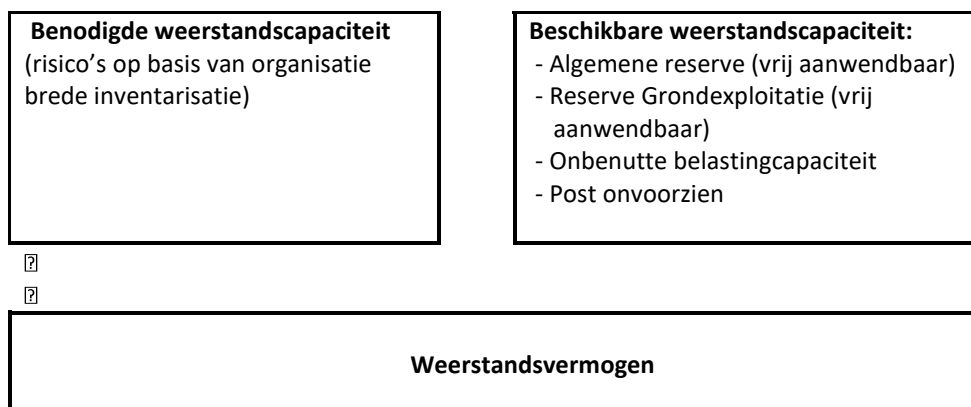 Benodigde weerstandscapaciteit
(risico's op basis van organisatie
brede inventarisatie)
Beschikbare weerstandscapaciteit:
- Algemene reserve (vrij aanwendbaar)
- Reserve Grondexploitatie (vrij
aanwendbaar)
- Onbenutte belastingcapaciteit
- Post onvoorzien
Weerstandsvermogen